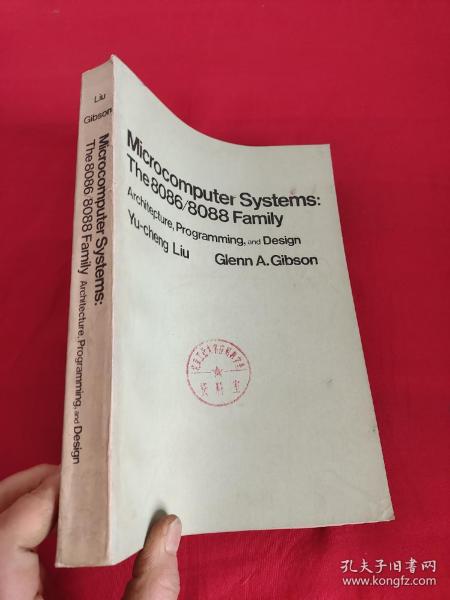 Liu
Gibson
Microcomputer Systems:
The 8086/8088 Family
Architecture, Programming, and Design
Microcomputer Systems:
The 8086/8088 Family
Architecture, Programming, and Design
Yu-cheng Liu
Glenn A. Gibson
资料室
孔夫子旧书网
www.kongfz.com